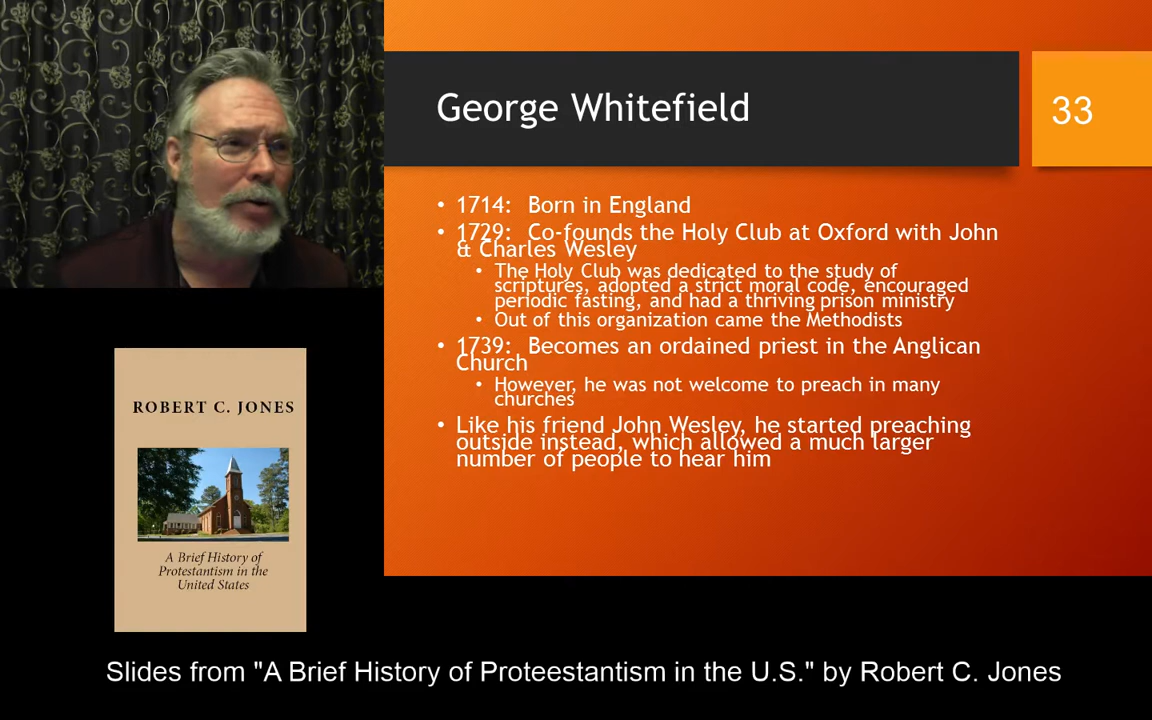 George Whitefield
33
• 1714: Born in England
• 1729: Co-founds the Holy Club at Oxford with John
& Charles Wesley
• The Holy Club was dedicated to the study of
scriptures, adopted a strict moral code, encouraged
periodic fasting, and had a thriving prison ministry
• Out of this organization came the Methodists
• 1739: Becomes an ordained priest in the Anglican
Church
• However, he was not welcome to preach in many
churches
• Like his friend John Wesley, he started preaching
outside instead, which allowed a much larger
number of people to hear him
ROBERT C. JONES
A Brief History of
Protestantism in the
United States
Slides from "A Brief History of Proteestantism in the U.S." by Robert C. Jones